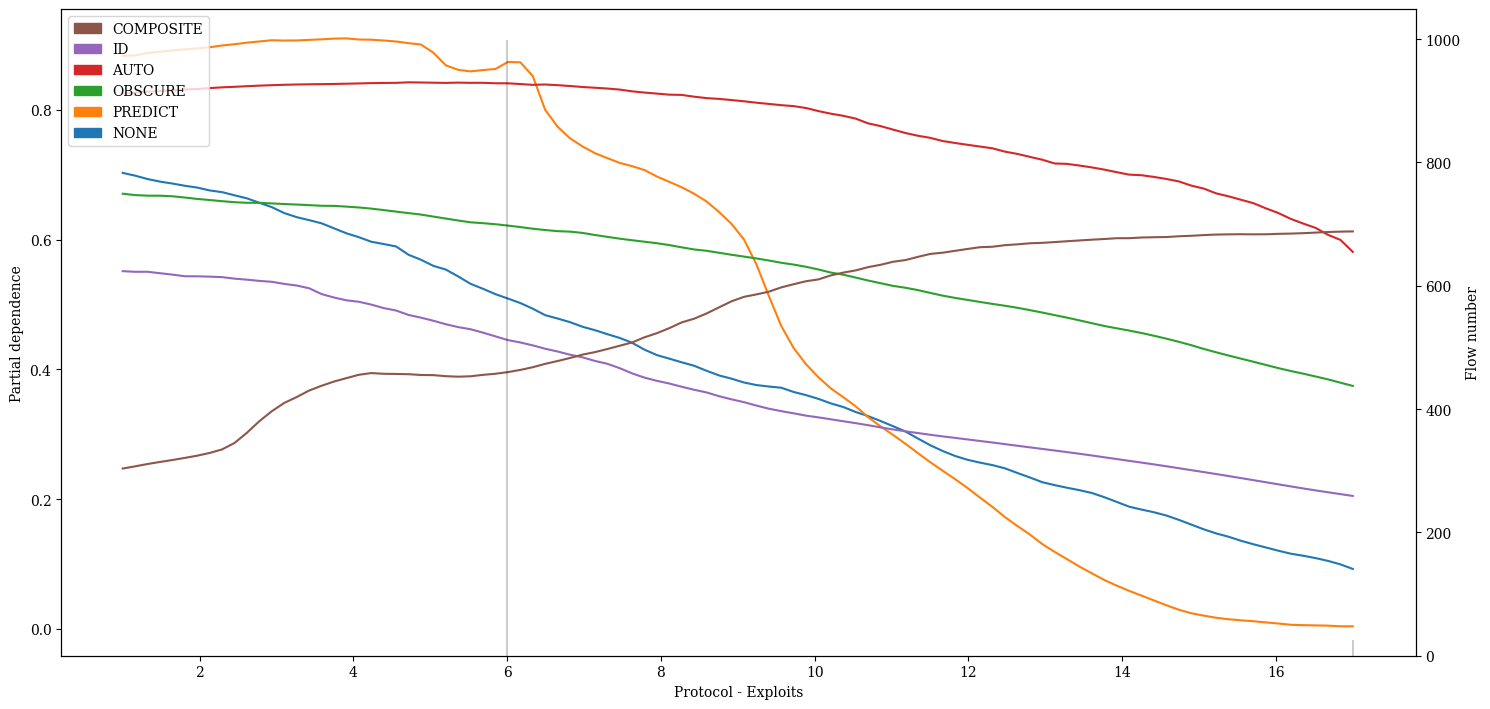 COMPOSITE
ID
AUTO
OBSCURE
PREDICT
NONE
Partial dependence
0.8
0.6
0.4
0.2
0.0
1000
800
600
400
200
0
Flow number
2 4 6 8 10 12 14 16
Protocol - Exploits